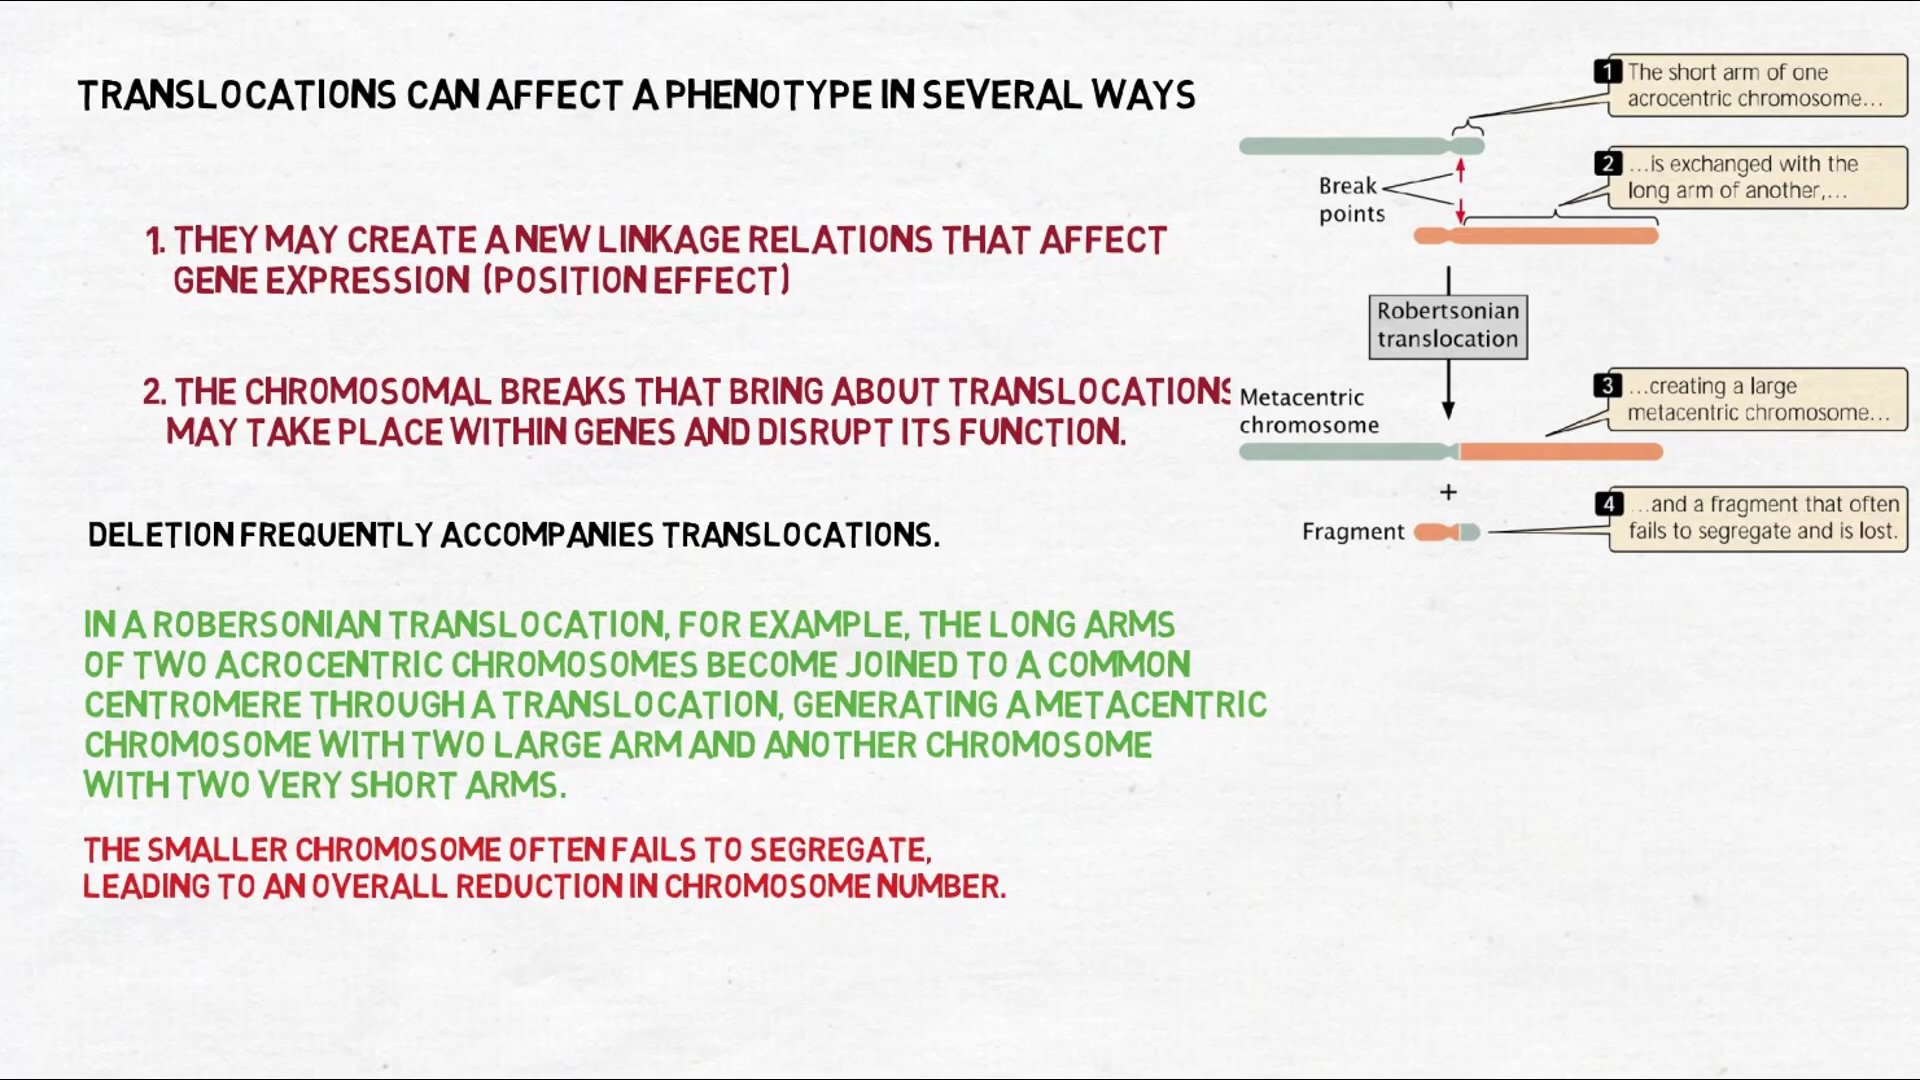 TRANSLOCATIONS CAN AFFECT A PHENOTYPE IN SEVERAL WAYS
1. THEY MAY CREATE A NEW LINKAGE RELATIONS THAT AFFECT
GENE EXPRESSION (POSITION EFFECT)
2. THE CHROMOSOMAL BREAKS THAT BRING ABOUT TRANSLOCATIONS
MAY TAKE PLACE WITHIN GENES AND DISRUPT ITS FUNCTION.
DELETION FREQUENTLY ACCOMPANIES TRANSLOCATIONS.
IN A ROBERSONIAN TRANSLOCATION, FOR EXAMPLE, THE LONG ARMS
OF TWO ACROCENTRIC CHROMOSOMES BECOME JOINED TO A COMMON
CENTROMERE THROUGH A TRANSLOCATION, GENERATING A METACENTRIC
CHROMOSOME WITH TWO LARGE ARM AND ANOTHER CHROMOSOME
WITH TWO VERY SHORT ARMS.
THE SMALLER CHROMOSOME OFTEN FAILS TO SEGREGATE,
LEADING TO AN OVERALL REDUCTION IN CHROMOSOME NUMBER.
1 The short arm of one
acrocentric chromosome...
2 ...is exchanged with the
long arm of another,...
Break
points
Robertsonian
translocation
Metacentric
chromosome
3 ...creating a large
metacentric chromosome...
+
4 ...and a fragment that often
fails to segregate and is lost.
Fragment